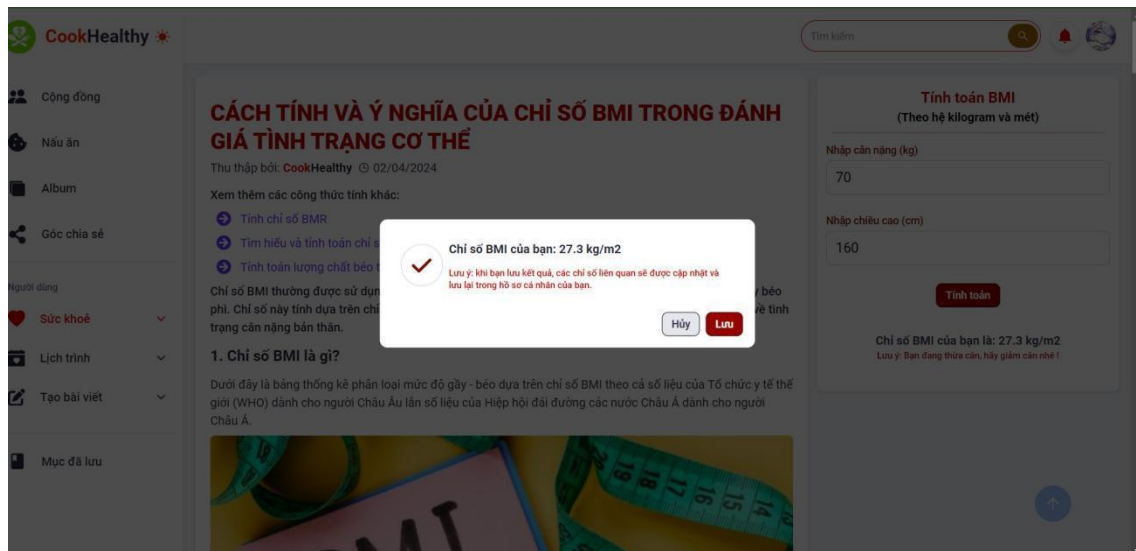 CookHealthy
Tìm kiếm
Cộng đồng
Nấu ăn
Album
Góc chia sẻ
Người dùng
Sức khoẻ
Lịch trình
Tạo bài viết
Mục đã lưu
CÁCH TÍNH VÀ Ý NGHĨA CỦA CHỈ SỐ BMI TRONG ĐÁNH
GIÁ TÌNH TRẠNG CƠ THỂ
Thu thập bởi: CookHealthy 02/04/2024
Xem thêm các công thức tính khác:
Tính chỉ số BMR
Tìm hiểu và tính toán chỉ s
Tính toán lượng chất béo t
Chỉ số BMI thường được sử dụn
y béo
phì. Chỉ số này tính dựa trên chỉ
về tình
trạng cân nặng bản thân.
1. Chỉ số BMI là gì?
Dưới đây là bảng thống kê phân loại mức độ gầy - béo dựa trên chỉ số BMI theo cả số liệu của Tổ chức y tế thế
giới (WHO) dành cho người Châu Âu lẫn số liệu của Hiệp hội đái đường các nước Châu Á dành cho người
Châu Á.
BMI
19
18
17
16
15
14
13
Chỉ số BMI của bạn: 27.3 kg/m2
Lưu ý: khi bạn lưu kết quả, các chỉ số liên quan sẽ được cập nhật và
lưu lại trong hồ sơ cá nhân của bạn.
Hủy
Lưu
Tính toán BMI
(Theo hệ kilogram và mét)
Nhập cân nặng (kg)
70
Nhập chiều cao (cm)
160
Tính toán
Chỉ số BMI của bạn là: 27.3 kg/m2
Lưu ý: Bạn đang thừa cân, hãy giảm cân nhé !